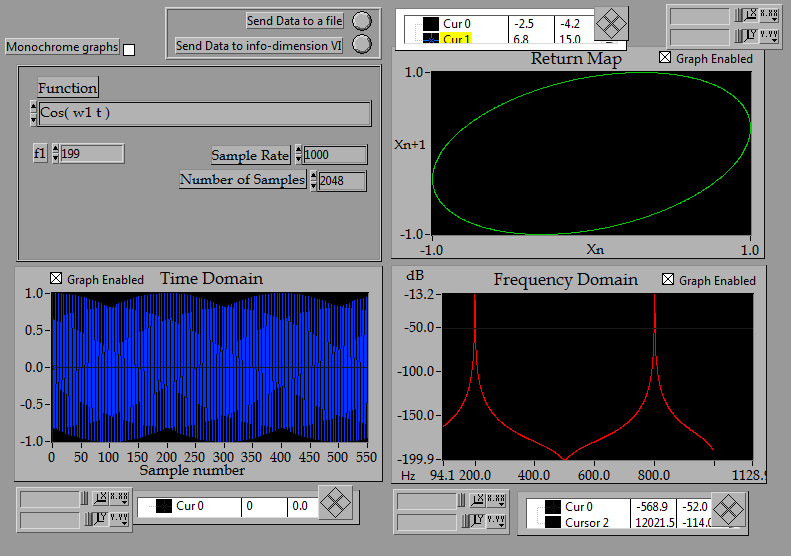 Send Data to a file
Monochrome graphs
Send Data to info-dimension VI
Cur 0 -2.5 -4.2
Cur 1 6.8 15.0
X.XX
Y.YY
Function
Cos( w1 t )
f1 199
Sample Rate 1000
Number of Samples 2048
Return Map
Graph Enabled
1.0
Xn+1
-1.0
-1.0 Xn 1.0
Graph Enabled Time Domain
1.0
0.5
0.0
-0.5
-1.0
0 50 100 150 200 250 300 350 400 450 500 550
Sample number
dB Frequency Domain Graph Enabled
-13.2
-50.0
-100.0
-150.0
-199.9
Hz 94.1 200.0 400.0 600.0 800.0 1128.
X X.XX
Y Y.YY
Cur 0 0 0.0
X X.XX
Y Y.YY
Cur 0 -568.9 -52.0
Cursor 2 12021.5 -114.